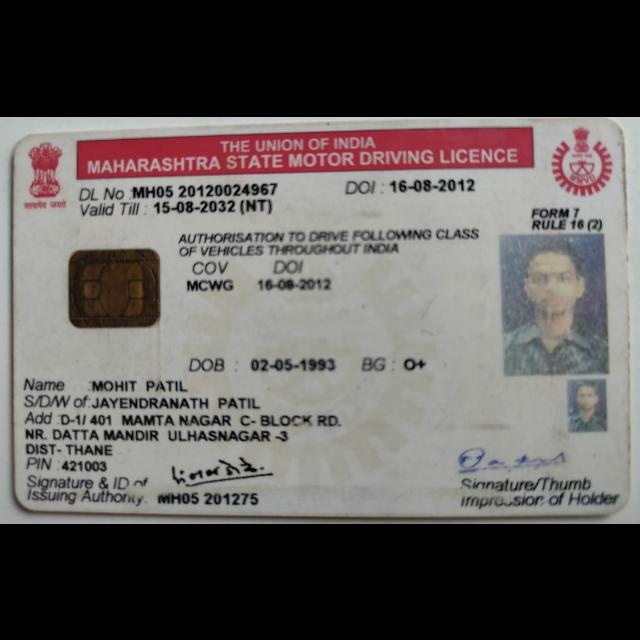 THE UNION OF INDIA
MAHARASHTRA STATE MOTOR DRIVING LICENCE
सत्यमेव जयते
DL No :MH05 20120024967 DOI : 16-08-2012
Valid Till : 15-08-2032 (NT)
FORM 7
RULE 16 (2)
AUTHORISATION TO DRIVE FOLLOWING CLASS
OF VEHICLES THROUGHOUT INDIA
COV DOI
MCWG 16-08-2012
DOB : 02-05-1993 BG : O+
Name :MOHIT PATIL
S/D/W of:JAYENDRANATH PATIL
Add :D-1/ 401 MAMTA NAGAR C- BLOCK RD.
NR. DATTA MANDIR ULHASNAGAR -3
DIST- THANE
PIN :421003
Signature & ID of
Issuing Authority: MH05 201275
Signature/Thumb
Impression of Holder